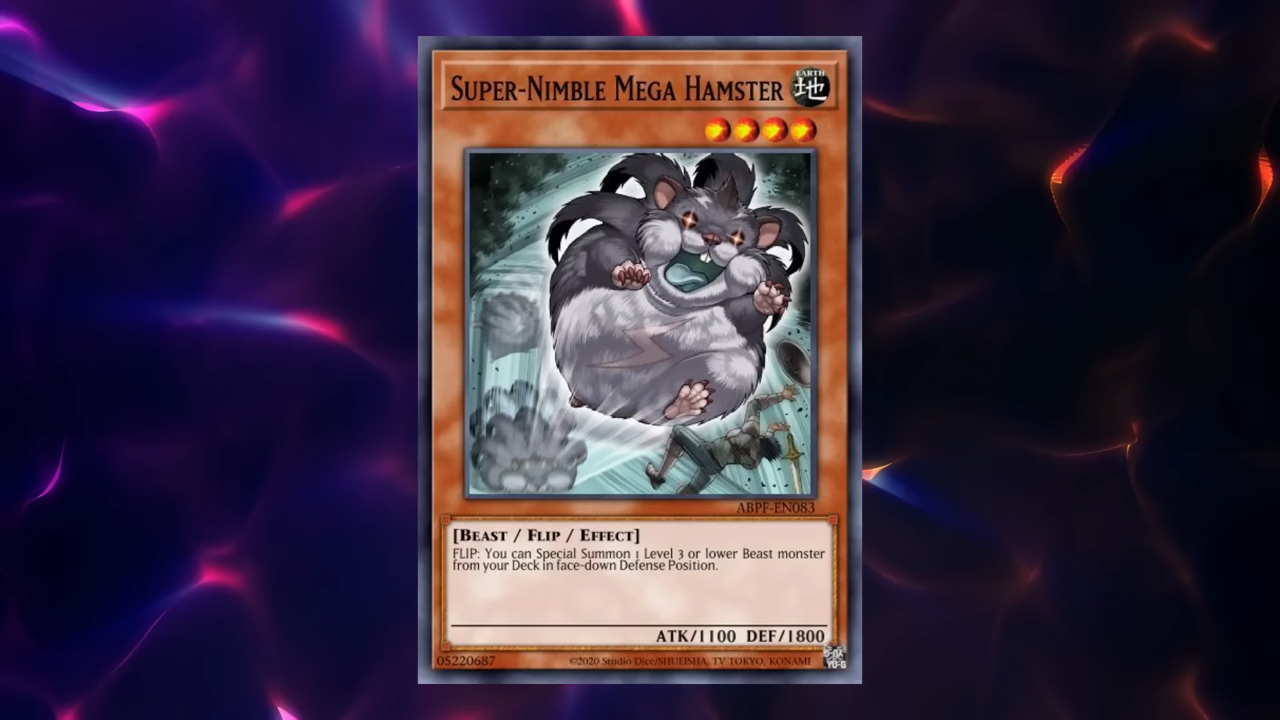 SUPER-NIMBLE MEGA HAMSTER
EARTH
地
ABPF-EN083
[BEAST / FLIP / EFFECT]
FLIP: You can Special Summon 1 Level 3 or lower Beast monster
from your Deck in face-down Defense Position.
ATK/1100 DEF/1800
05220687
©2020 Studio Dice/SHUEISHA, TV TOKYO, KONAMI